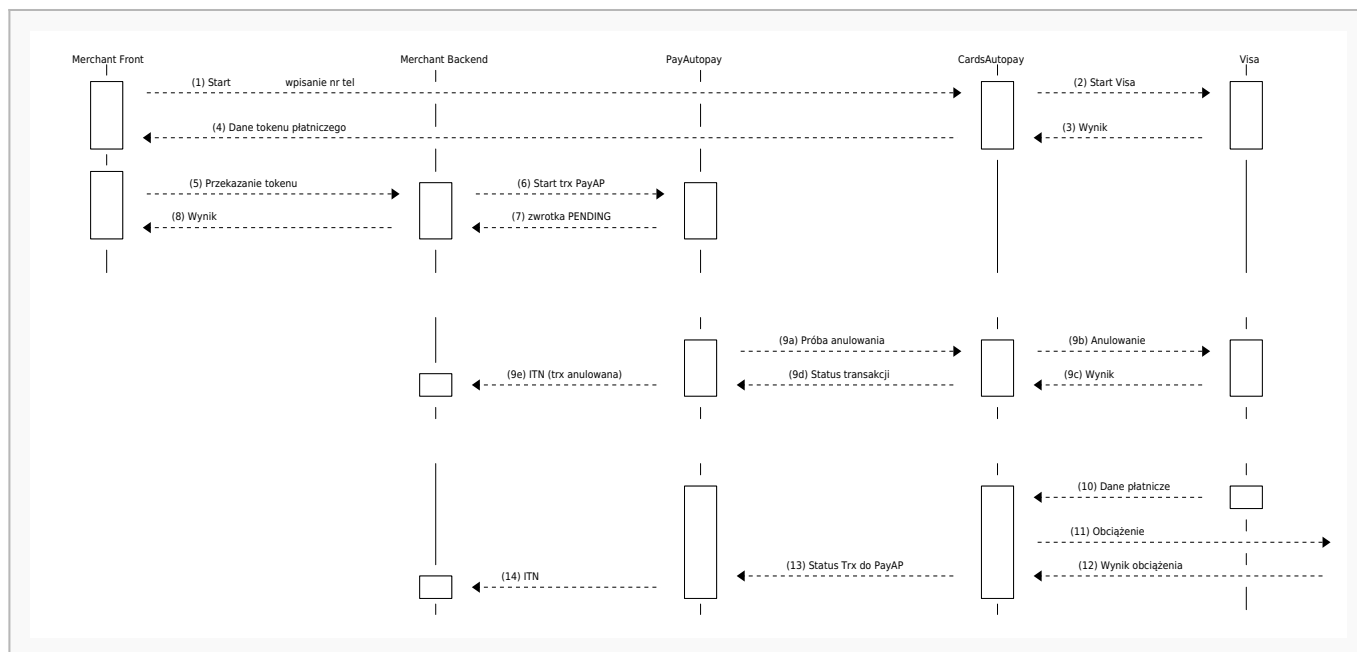 Merchant Front
Merchant Backend
PayAutopay
CardsAutopay
Visa
(1) Start wpisanie nr tel
(2) Start Visa
(4) Dane tokenu płatniczego
(3) Wynik
(5) Przekazanie tokenu
(6) Start trx PayAP
(8) Wynik
(7) zwrotka PENDING
(9a) Próba anulowania
(9b) Anulowanie
(9e) ITN (trx anulowana)
(9d) Status transakcji
(9c) Wynik
(10) Dane płatnicze
(11) Obciążenie
(13) Status Trx do PayAP
(12) Wynik obciążenia
(14) ITN